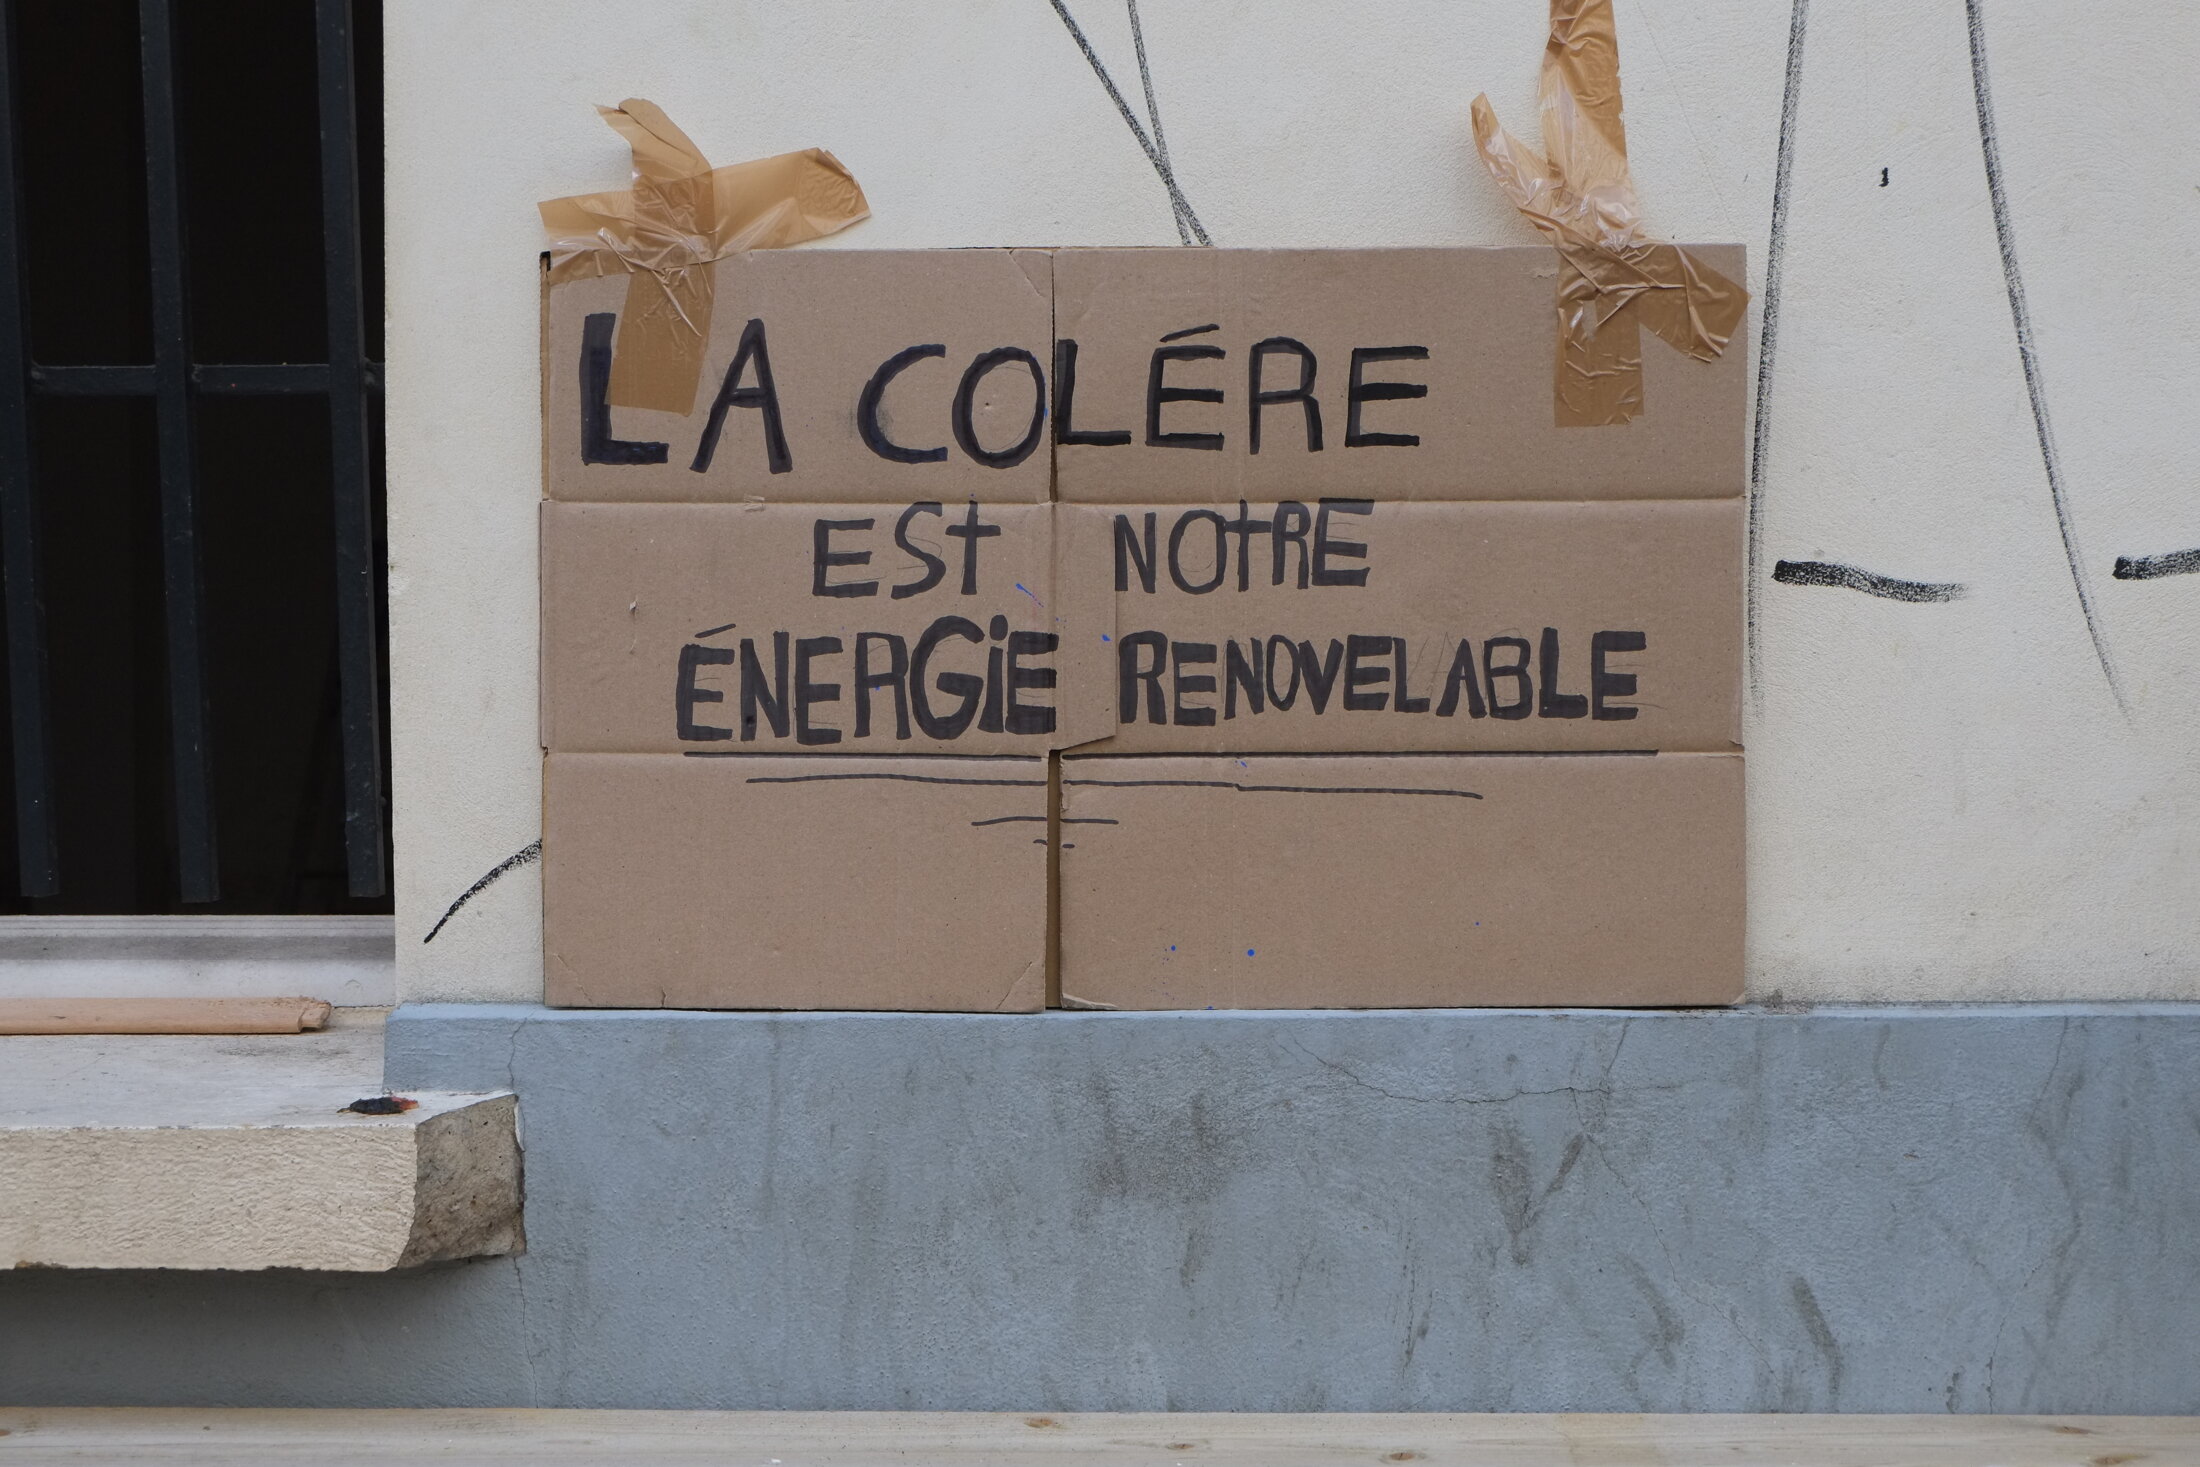 LA COLÉRE
ESt NOtRE
ÉNERGiE RENOVELABLE